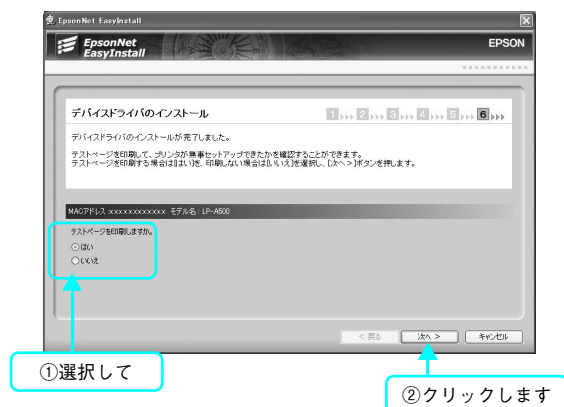 EpsonNet EasyInstall
EpsonNet
EasyInstall
EPSON
デバイスドライバのインストール
1 2 3 4 5 6
デバイスドライバのインストールが完了しました。
テストページを印刷して、プリンタが無事セットアップできたかを確認することができます。
テストページを印刷する場合は[はい]を、印刷しない場合は[いいえ]を選択し、[次へ >]ボタンを押します。
MACアドレス:xxxxxxxxxxxx モデル名:LP-A500
テストページを印刷しますか。
はい
いいえ
< 戻る 次へ > キャンセル
①選択して
②クリックします